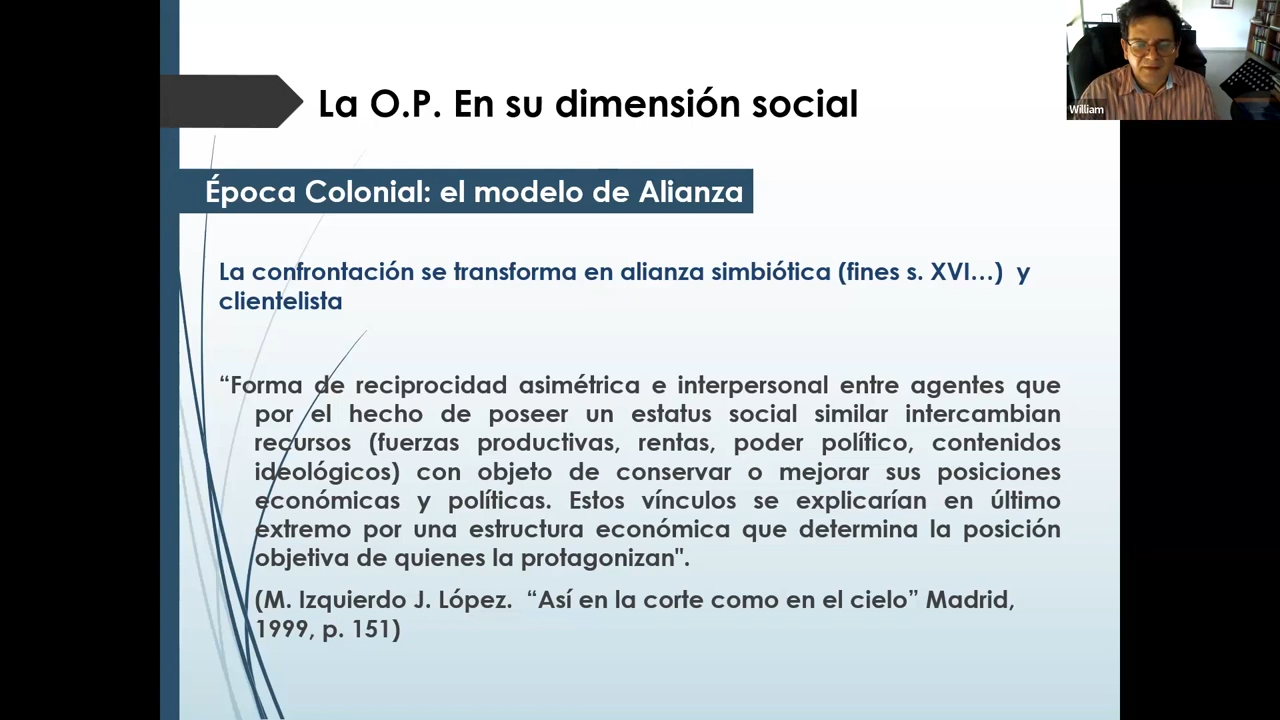 William
La O.P. En su dimensión social
Época Colonial: el modelo de Alianza
La confrontación se transforma en alianza simbiótica (fines s. XVI…) y
clientelista
“Forma de reciprocidad asimétrica e interpersonal entre agentes que
por el hecho de poseer un estatus social similar intercambian
recursos (fuerzas productivas, rentas, poder político, contenidos
ideológicos) con objeto de conservar o mejorar sus posiciones
económicas y políticas. Estos vínculos se explicarían en último
extremo por una estructura económica que determina la posición
objetiva de quienes la protagonizan".
(M. Izquierdo J. López. “Así en la corte como en el cielo” Madrid,
1999, p. 151)